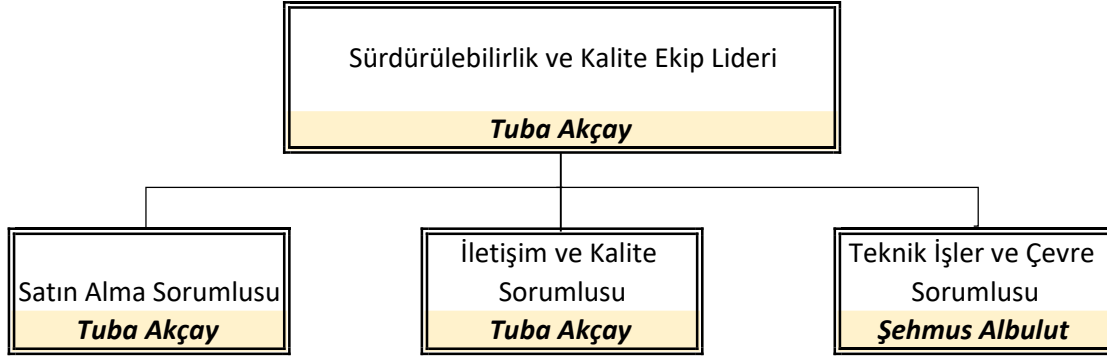 Sürdürülebilirlik ve Kalite Ekip Lideri
Tuba Akçay
Satın Alma Sorumlusu
Tuba Akçay
İletişim ve Kalite
Sorumlusu
Tuba Akçay
Teknik İşler ve Çevre
Sorumlusu
Şehmus Albulut